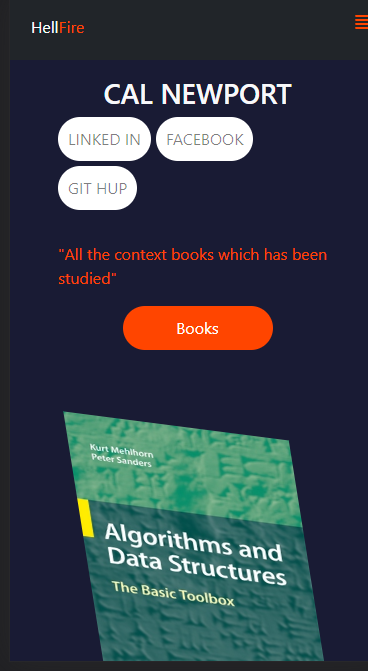 HellFire
CAL NEWPORT
LINKED IN
FACEBOOK
GIT HUP
"All the context books which has been
studied"
Books
Kurt Mehlhorn
Peter Sanders
Algorithms and
Data Structures
The Basic Toolbox